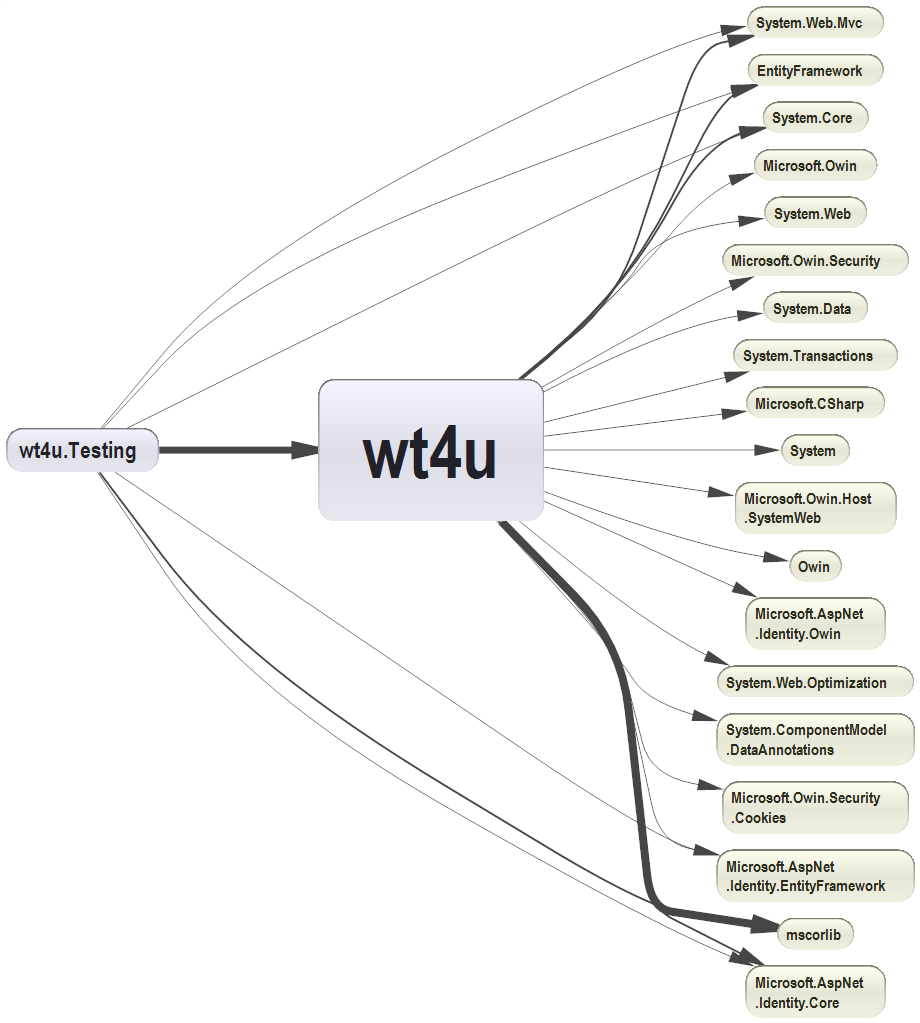 System.Web.Mvc
EntityFramework
System.Core
Microsoft.Owin
System.Web
Microsoft.Owin.Security
System.Data
System.Transactions
Microsoft.CSharp
wt4u.Testing
wt4u
System
Microsoft.Owin.Host
.SystemWeb
Owin
Microsoft.AspNet
.Identity.Owin
System.Web.Optimization
System.ComponentModel
.DataAnnotations
Microsoft.Owin.Security
.Cookies
Microsoft.AspNet
.Identity.EntityFramework
mscorlib
Microsoft.AspNet
.Identity.Core